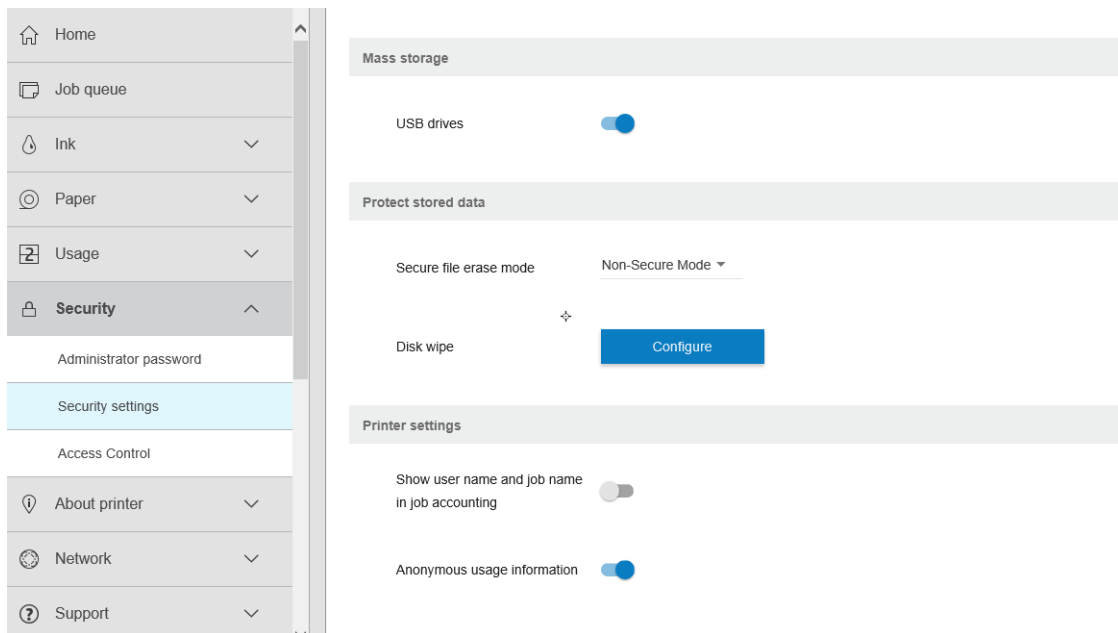 Home
Job queue
Ink
Paper
Usage
Security
Administrator password
Security settings
Access Control
About printer
Network
Support
Mass storage
USB drives
Protect stored data
Secure file erase mode
Non-Secure Mode
Disk wipe
Configure
Printer settings
Show user name and job name
in job accounting
Anonymous usage information